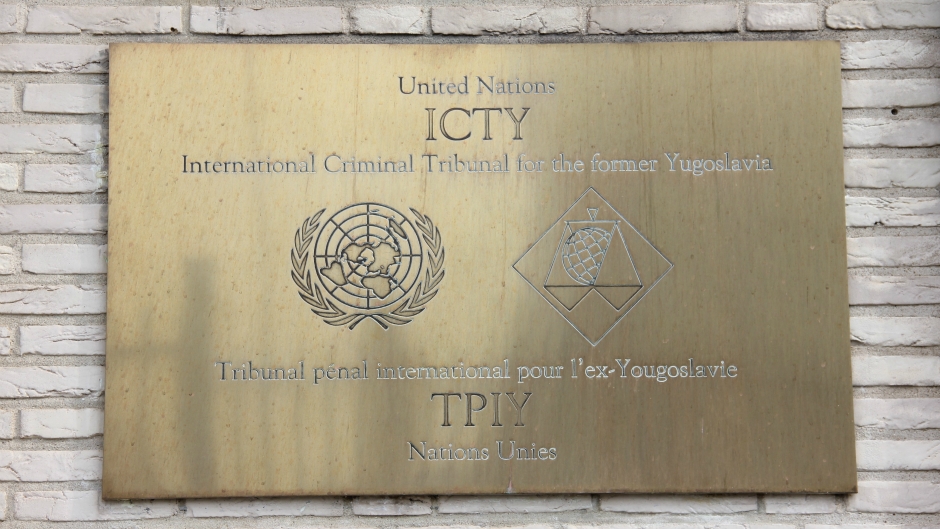 United Nations
ICTY
International Criminal Tribunal for the former Yugoslavia
Tribunal pénal international pour l'ex-Yougoslavie
TPIY
Nations Unies